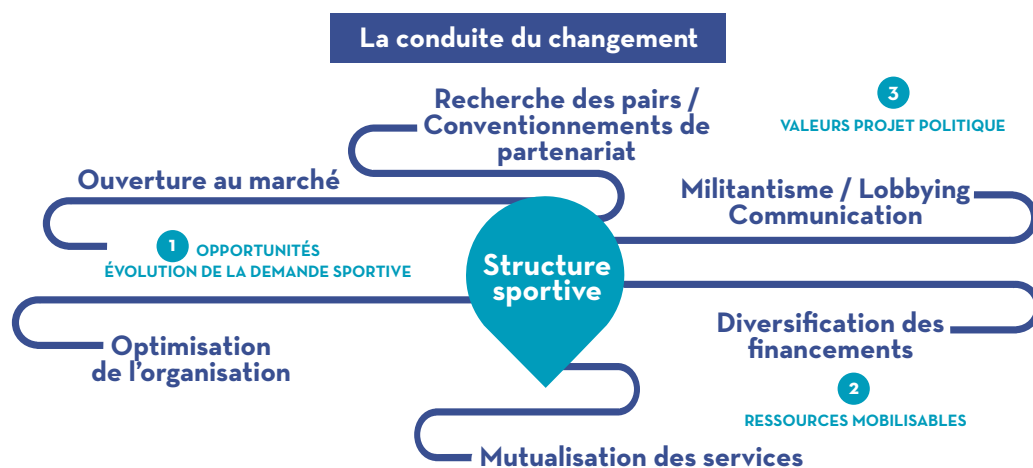 La conduite du changement
Recherche des pairs /
Conventionnements de
partenariat
3
VALEURS PROJET POLITIQUE
Ouverture au marché
Militantisme / Lobbying
Communication
1 OPPORTUNITÉS
ÉVOLUTION DE LA DEMANDE SPORTIVE
Structure
sportive
Optimisation
de l'organisation
Diversification des
financements
2
RESSOURCES MOBILISABLES
Mutualisation des services